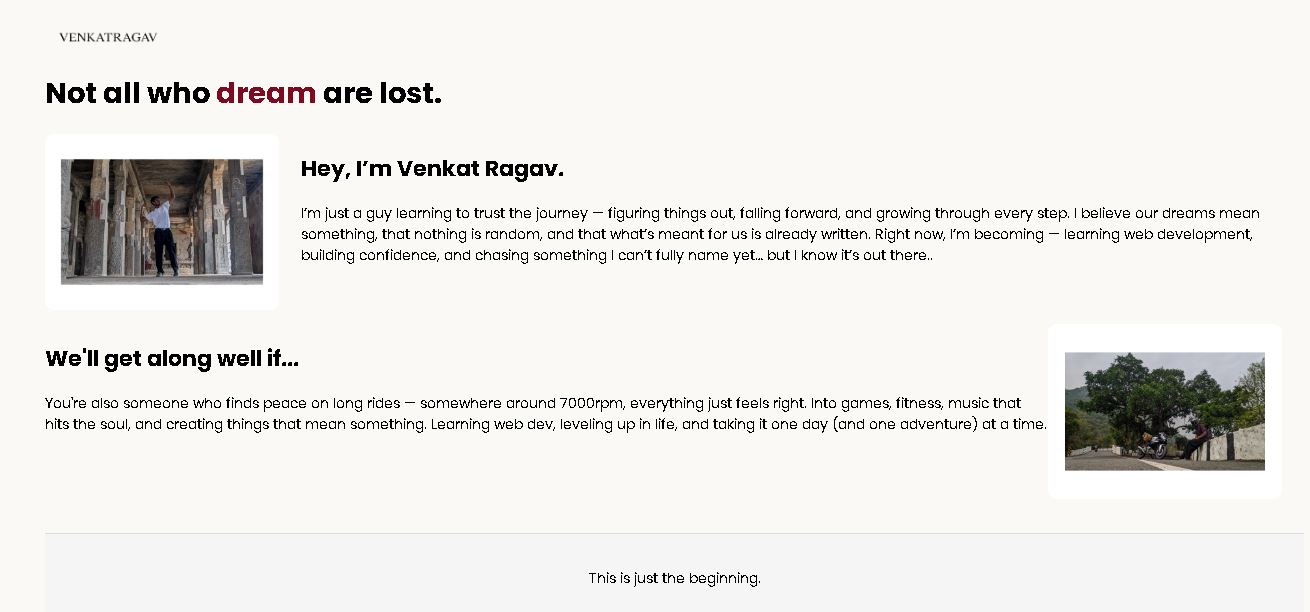 VENKATRAGAV
Not all who dream are lost.
Hey, I’m Venkat Ragav.
I’m just a guy learning to trust the journey — figuring things out, falling forward, and growing through every step. I believe our dreams mean
something, that nothing is random, and that what’s meant for us is already written. Right now, I’m becoming — learning web development,
building confidence, and chasing something I can’t fully name yet… but I know it’s out there..
We'll get along well if...
You’re also someone who finds peace on long rides — somewhere around 7000rpm, everything just feels right. Into games, fitness, music that
hits the soul, and creating things that mean something. Learning web dev, leveling up in life, and taking it one day (and one adventure) at a time.
This is just the beginning.